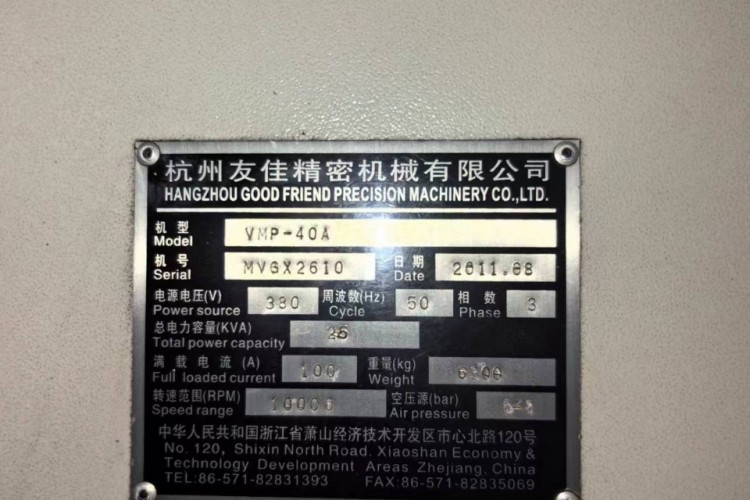 杭州友佳精密机械有限公司
HANGZHOU GOOD FRIEND PRECISION MACHINERY CO.,LTD.
机型 Model VMP-40A
机号 Serial MVGX2610 日期 Date 2011.08
电源电压(V) Power source 380 周波数(Hz) Cycle 50 相数 Phase 3
总电力容量(KVA) Total power capacity 25
满载电流(A) Full loaded current 100 重量(kg) Weight
转速范围(RPM) Speed range 10000 空压源(bar) Air pressure
中华人民共和国浙江省萧山经济技术开发区市心北路120号
No. 120, Shixin North Road. Xiaoshan Economy &
Technology Development Areas Zhejiang. China
TEL:86-571-82831393 FAX:86-571-82835069